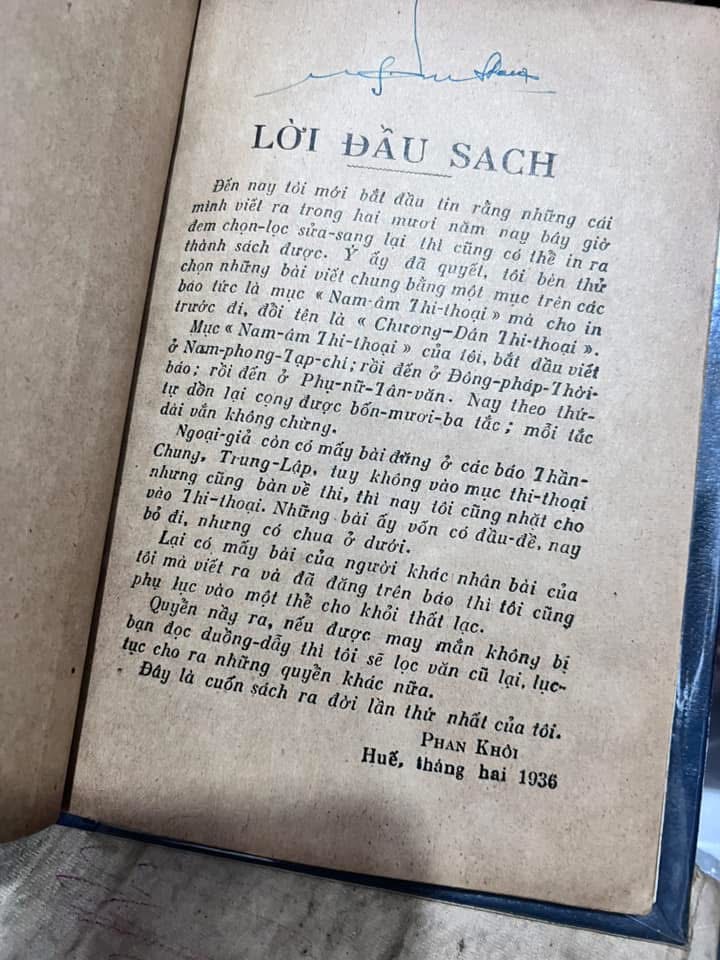 LỜI ĐẦU SACH
Đến nay tôi mới bắt đầu tin rằng những cái
mình viết ra trong hai mươi năm nay bây giờ
đem chọn-lọc sửa-sang lại thì cũng có thể in ra
thành sách được. Ý ấy đã quyết, tôi bèn thử
chọn những bài viết chung bằng một mục trên các
báo tức là mục « Nam-âm Thi-thoại » mà cho in
trước đi, đồi tên là « Chương-Dân Thi-thoại ».
Mục « Nam-âm Thi-thoại » của tôi, bắt đầu viết
ở Nam-phong-Tạp-chí; rồi đến ở Đông-pháp-Thời-
báo; rồi đến ở Phụ-nữ-Tân-văn. Nay theo thứ-
tự dồn lại cọng được bốn-mươi-ba tắc; mỗi tắc
dài vắn không chừng.
Ngoại-giả còn có mấy bài đăng ở các báo Thần-
Chung, Trung-Lập, tuy không vào mục thi-thoại
nhưng cũng bàn về thi, thì nay tôi cũng nhặt cho
vào Thi-thoại. Những bài ấy vốn có đầu-đề, nay
bỏ đi, nhưng có chua ở dưới.
Lại có mấy bài của người khác nhân bài của
tôi mà viết ra và đã đăng trên báo thì tôi cũng
phụ lục vào một thể cho khỏi thất lạc.
Quyển nầy ra, nếu được may mắn không bị
bạn đọc duồng-dẫy thì tôi sẽ lọc văn cũ lại, lục-
tục cho ra những quyển khác nữa.
Đây là cuốn sách ra đời lần thứ nhất của tôi.
PHAN KHÔI
Huế, tháng hai 1936